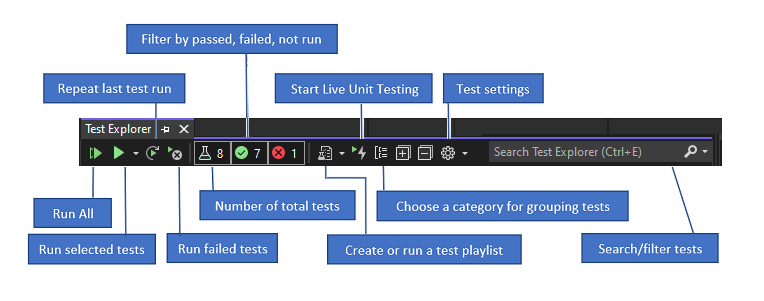 Filter by passed, failed, not run
Repeat last test run
Start Live Unit Testing
Test settings
Test Explorer
8
7
1
Search Test Explorer (Ctrl+E)
Run All
Number of total tests
Choose a category for grouping tests
Run selected tests
Run failed tests
Create or run a test playlist
Search/filter tests